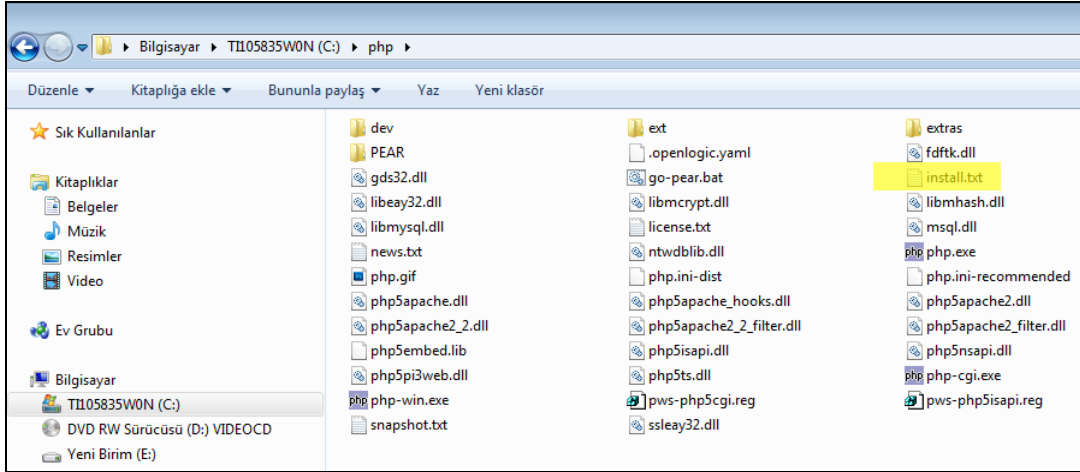 Bilgisayar ▸ TI105835W0N (C:) ▸ php ▸
Düzenle Kitaplığa ekle Bununla paylaş Yaz Yeni klasör
Sık Kullanılanlar
Kitaplıklar
Belgeler
Müzik
Resimler
Video
Ev Grubu
Bilgisayar
TI105835W0N (C:)
DVD RW Sürücüsü (D:) VIDEOCD
Yeni Birim (E:)
dev ext extras
PEAR .openlogic.yaml fdftk.dll
gds32.dll go-pear.bat install.txt
libeay32.dll libmcrypt.dll libmhash.dll
libmysql.dll license.txt msql.dll
news.txt ntwdblib.dll php.exe
php.gif php.ini-dist php.ini-recommended
php5apache.dll php5apache_hooks.dll php5apache2.dll
php5apache2_2.dll php5apache2_2_filter.dll php5apache2_filter.dll
php5embed.lib php5isapi.dll php5nsapi.dll
php5pi3web.dll php5ts.dll php-cgi.exe
php-win.exe pws-php5cgi.reg pws-php5isapi.reg
snapshot.txt ssleay32.dll